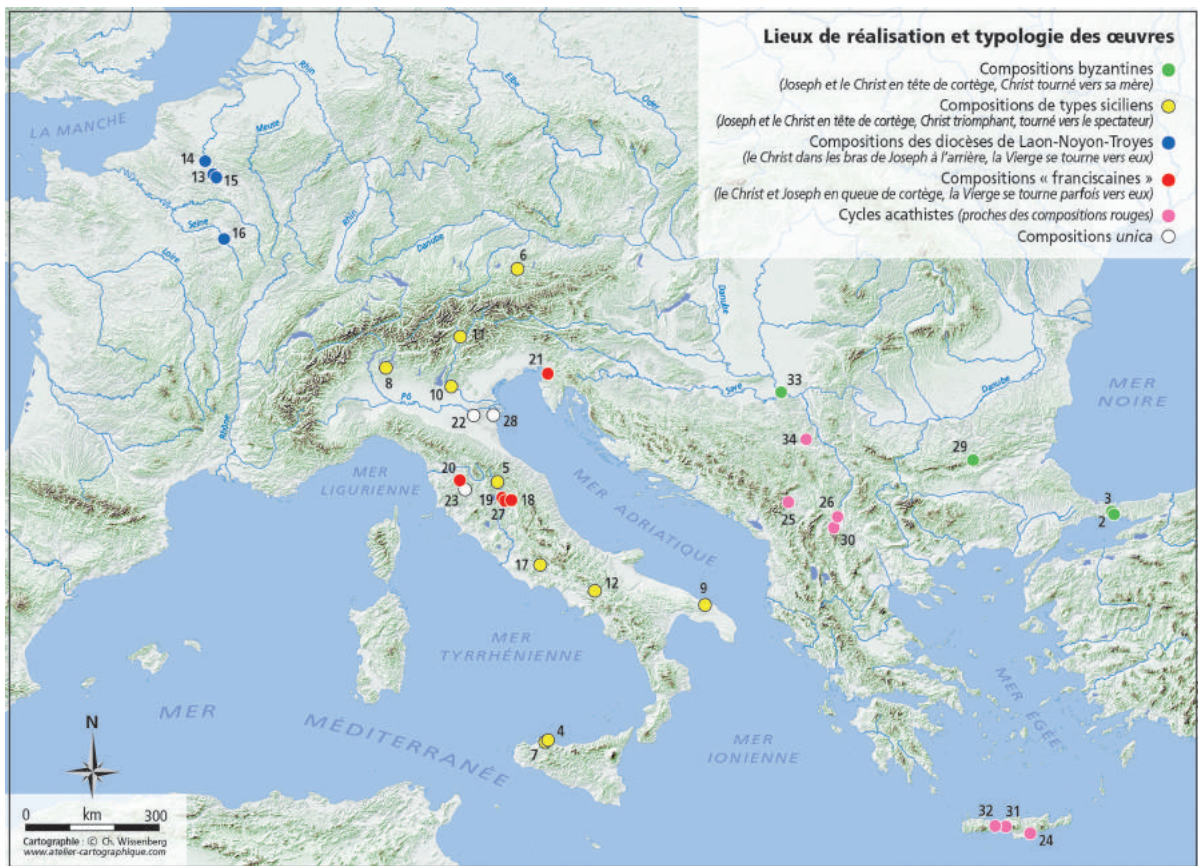 Lieux de réalisation et typologie des œuvres
Compositions byzantines
(Joseph et le Christ en tête de cortège, Christ tourné vers sa mère)
Compositions de types siciliens
(Joseph et le Christ en tête de cortège, Christ triomphant, tourné vers le spectateur)
Compositions des diocèses de Laon-Noyon-Troyes
(le Christ dans les bras de Joseph à l'arrière, la Vierge se tourne vers eux)
Compositions « franciscaines »
(le Christ et Joseph en queue de cortège, la Vierge se tourne parfois vers eux)
Cycles acathistes (proches des compositions rouges)
Compositions unica
LA MANCHE
Rhin
Meuse
Elbe
Oder
14
13
15
Seine
16
Loire
Rhin
Danube
6
Danube
11
8
10
21
Pô
22
28
Rhône
Save
33
Danube
MER
NOIRE
34
29
MER
LIGURIENNE
20
23
5
19
18
27
MER
ADRIATIQUE
25
26
30
3
2
17
12
9
MER
TYRRHÉNIENNE
MER
MÉDITERRANÉE
4
7
MER
IONIENNE
MER
ÉGÉE
32
31
24
N
0 km 300
Cartographie : © Ch. Wissenberg
www.atelier-cartographique.com